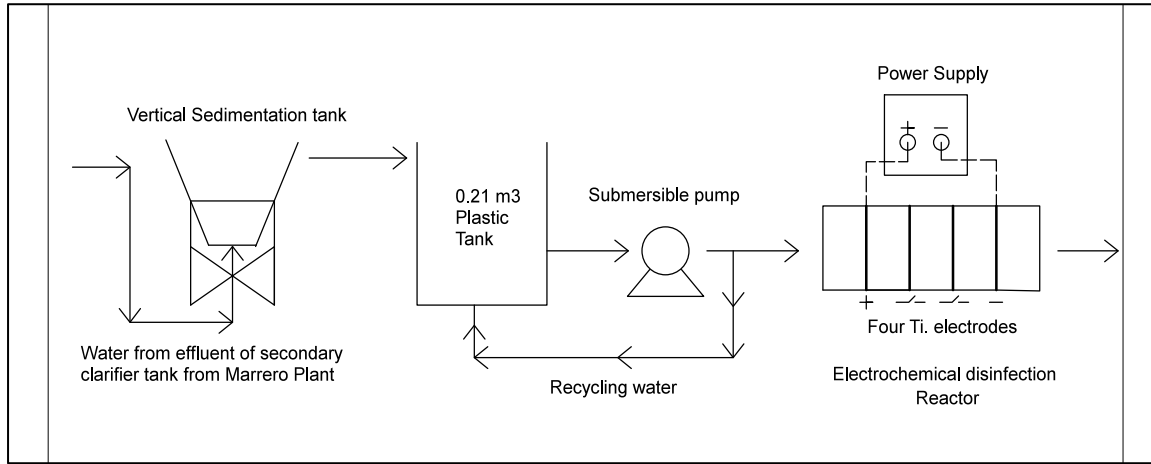 Power Supply
+ −
Vertical Sedimentation tank
0.21 m3
Plastic
Tank
Submersible pump
+ −/− −/− −
Four Ti. electrodes
Water from effluent of secondary
clarifier tank from Marrero Plant
Recycling water
Electrochemical disinfection
Reactor